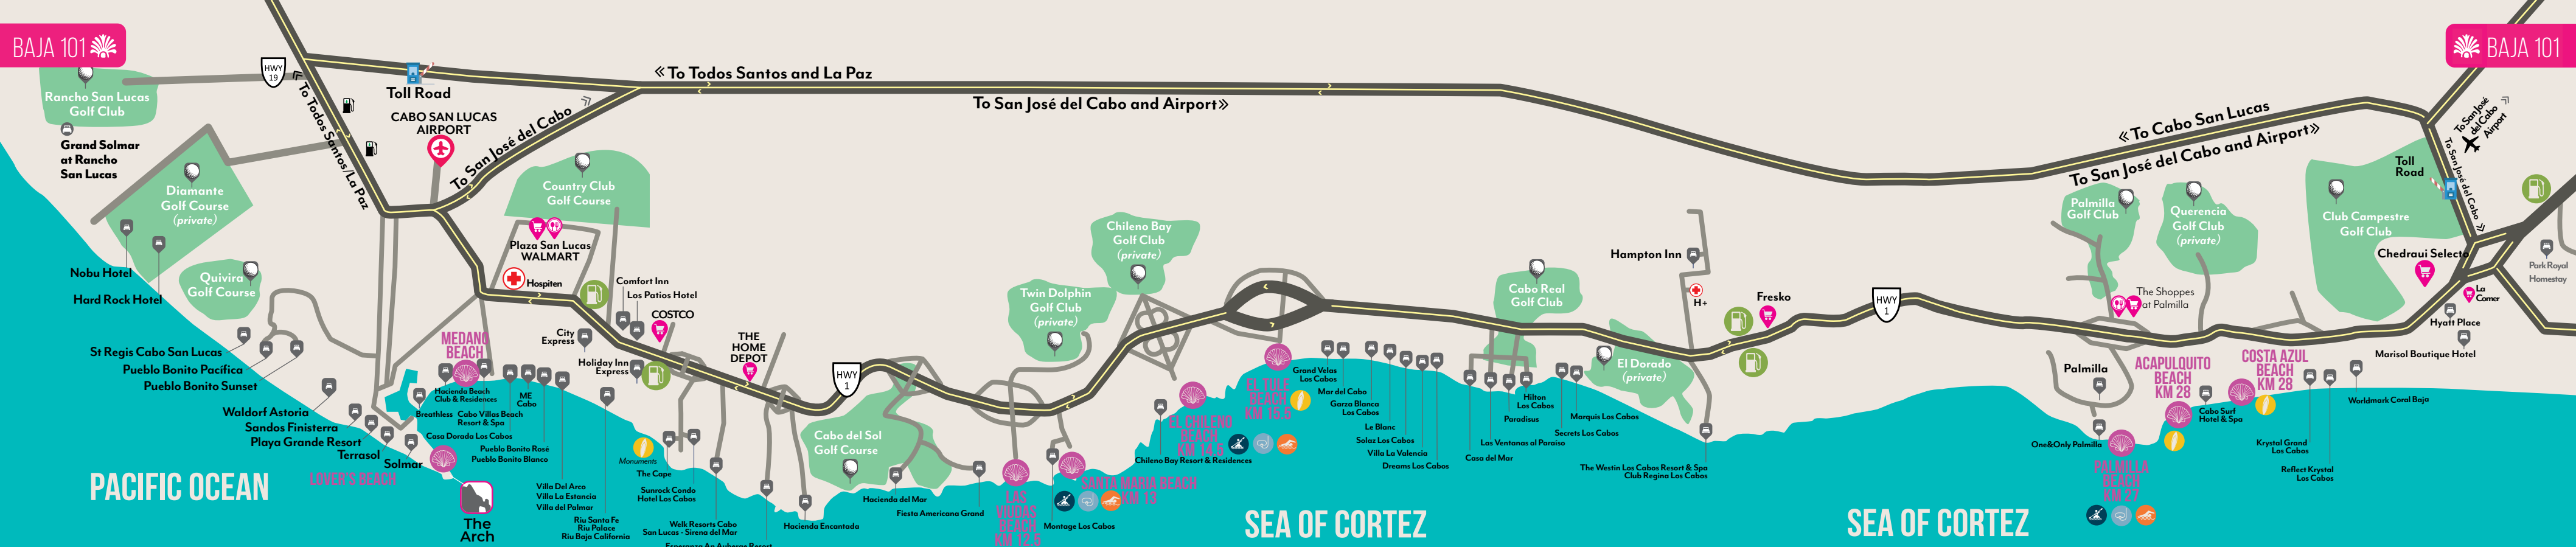 BAJA 101
BAJA 101
Rancho San Lucas
Golf Club
Grand Solmar
at Rancho
San Lucas
HWY
19
Toll Road
To Todos Santos/La Paz
CABO SAN LUCAS
AIRPORT
To San José del Cabo
«To Todos Santos and La Paz
To San José del Cabo and Airport»
Diamante
Golf Course
(private)
Nobu Hotel
Hard Rock Hotel
Quivira
Golf Course
Country Club
Golf Course
Plaza San Lucas
WALMART
Hospiten
Comfort Inn
Los Patios Hotel
COSTCO
City
Express
Holiday Inn
Express
THE
HOME
DEPOT
HWY
1
St Regis Cabo San Lucas
Pueblo Bonito Pacífica
Pueblo Bonito Sunset
Waldorf Astoria
Sandos Finisterra
Playa Grande Resort
Terrasol
Solmar
MEDANO
BEACH
Hacienda Beach
Club & Residences
Breathless
Cabo Villas Beach
Resort & Spa
Casa Dorada Los Cabos
ME
Cabo
Pueblo Bonito Rosé
Pueblo Bonito Blanco
Villa Del Arco
Villa La Estancia
Villa del Palmar
Riu Santa Fe
Riu Palace
Riu Baja California
LOVER'S BEACH
The
Arch
PACIFIC OCEAN
Monuments
The Cape
Sunrock Condo
Hotel Los Cabos
Welk Resorts Cabo
San Lucas - Sirena del Mar
Esperanza An Auberge Resort
Hacienda Encantada
Cabo del Sol
Golf Course
Hacienda del Mar
Fiesta Americana Grand
LAS
VIUDAS
BEACH
KM 12.5
Montage Los Cabos
SANTA MARIA BEACH
KM 13
Twin Dolphin
Golf Club
(private)
Chileno Bay
Golf Club
(private)
EL CHILENO
BEACH
KM 14.5
Chileno Bay Resort & Residences
EL TULE
BEACH
KM 15.5
SEA OF CORTEZ
Grand Velas
Los Cabos
Mar del Cabo
Garza Blanca
Los Cabos
Le Blanc
Solaz Los Cabos
Villa La Valencia
Dreams Los Cabos
Cabo Real
Golf Club
Casa del Mar
Las Ventanas al Paraíso
Paradisus
Hilton
Los Cabos
Marquis Los Cabos
Secrets Los Cabos
The Westin Los Cabos Resort & Spa
Club Regina Los Cabos
El Dorado
(private)
Hampton Inn
H+
Fresko
HWY
1
SEA OF CORTEZ
«To Cabo San Lucas
To San José del Cabo and Airport»
Palmilla
Golf Club
Querencia
Golf Club
(private)
The Shoppes
at Palmilla
Palmilla
One&Only Palmilla
PALMILLA
BEACH
KM 27
ACAPULQUITO
BEACH
KM 28
Cabo Surf
Hotel & Spa
COSTA AZUL
BEACH
KM 28
Krystal Grand
Los Cabos
Reflect Krystal
Los Cabos
Worldmark Coral Baja
Club Campestre
Golf Club
Toll
Road
To San José del Cabo
To San José
del Cabo
Airport
Chedraui Selecto
La
Comer
Hyatt Place
Marisol Boutique Hotel
Park Royal
Homestay